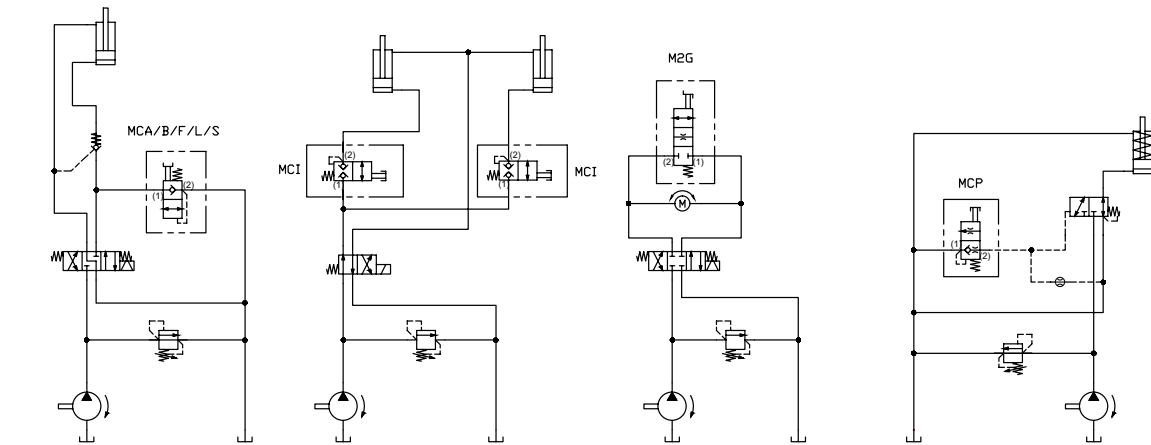 MCA/B/F/L/S
(1) (2)
MCI
(2)
(1)
(2)
(1)
MCI
M2G
(2) (1)
M
MCP
(1)
(2)